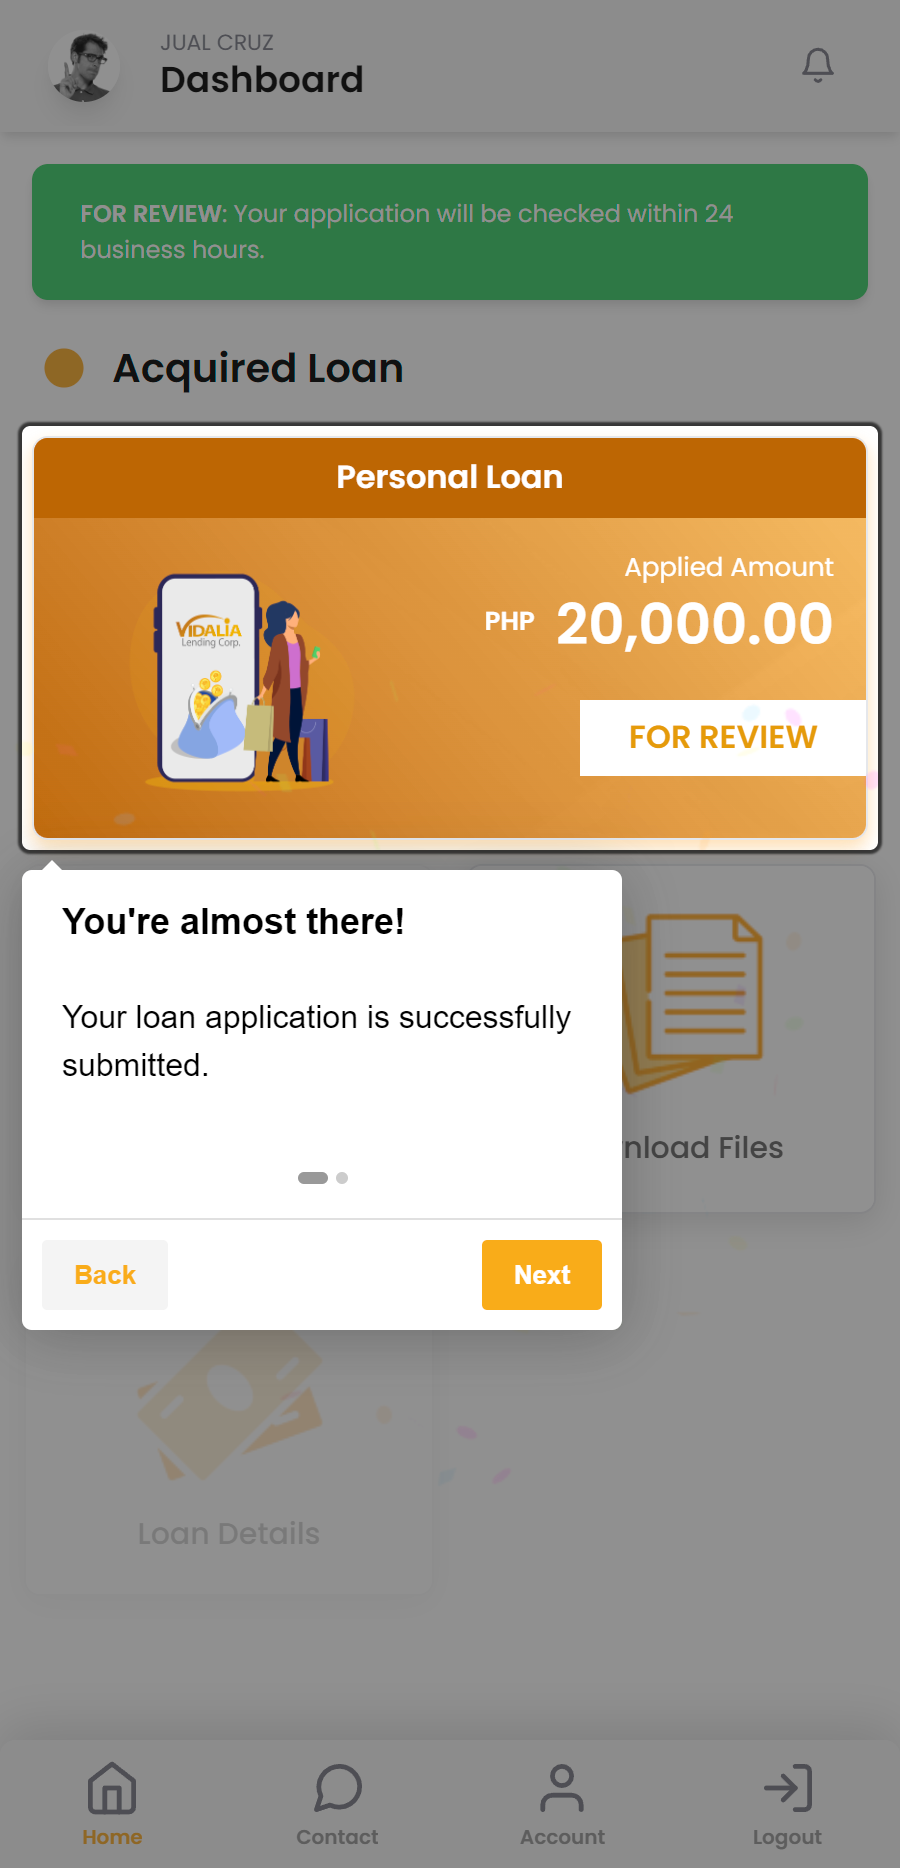 JUAL CRUZ
Dashboard
FOR REVIEW: Your application will be checked within 24
business hours.
Acquired Loan
Personal Loan
Applied Amount
PHP 20,000.00
VIDALIA
Lending Corp.
FOR REVIEW
You're almost there!
Your loan application is successfully
submitted.
nload Files
Back
Next
Loan Details
Home
Contact
Account
Logout